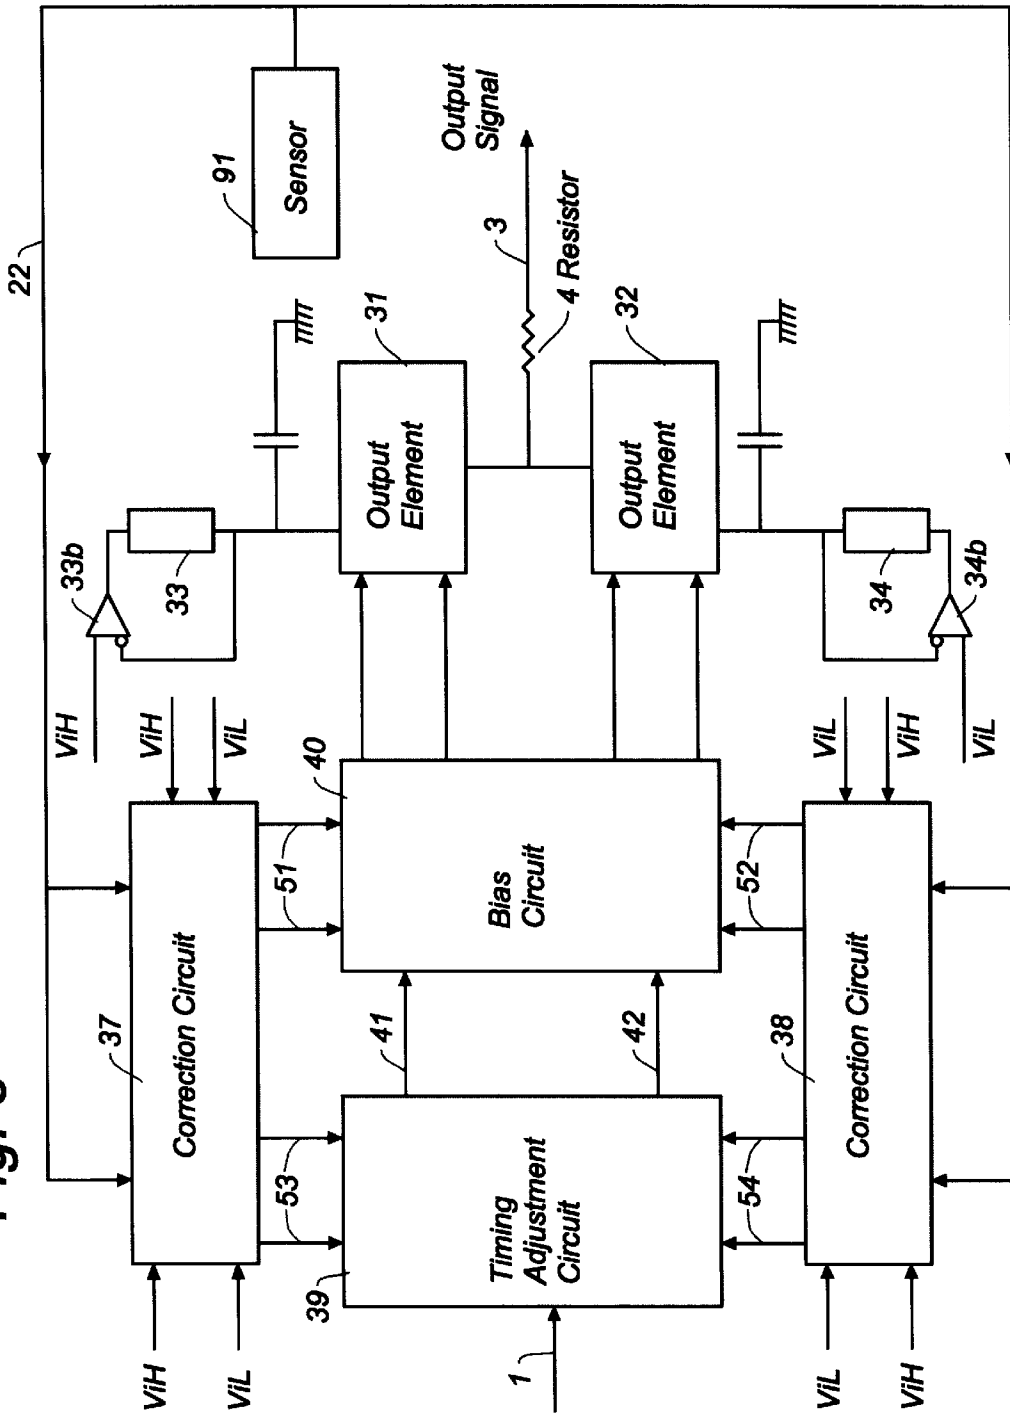 Fig.
22
ViH
33b
37
ViH
ViH
33
Correction Circuit
91
ViL
ViL
Sensor
53
51
39
40
31
Timing
Adjustment
Circuit
41
Bias
Circuit
Output
Element
Output
Signal
1
3
42
4 Resistor
32
Output
Element
54
52
38
ViL
ViL
34
Correction Circuit
ViH
ViH
34b
ViL